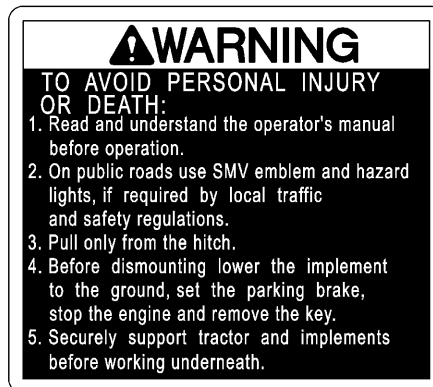 WARNING
TO AVOID PERSONAL INJURY
OR DEATH:
1. Read and understand the operator's manual
before operation.
2. On public roads use SMV emblem and hazard
lights, if required by local traffic
and safety regulations.
3. Pull only from the hitch.
4. Before dismounting lower the implement
to the ground, set the parking brake,
stop the engine and remove the key.
5. Securely support tractor and implements
before working underneath.